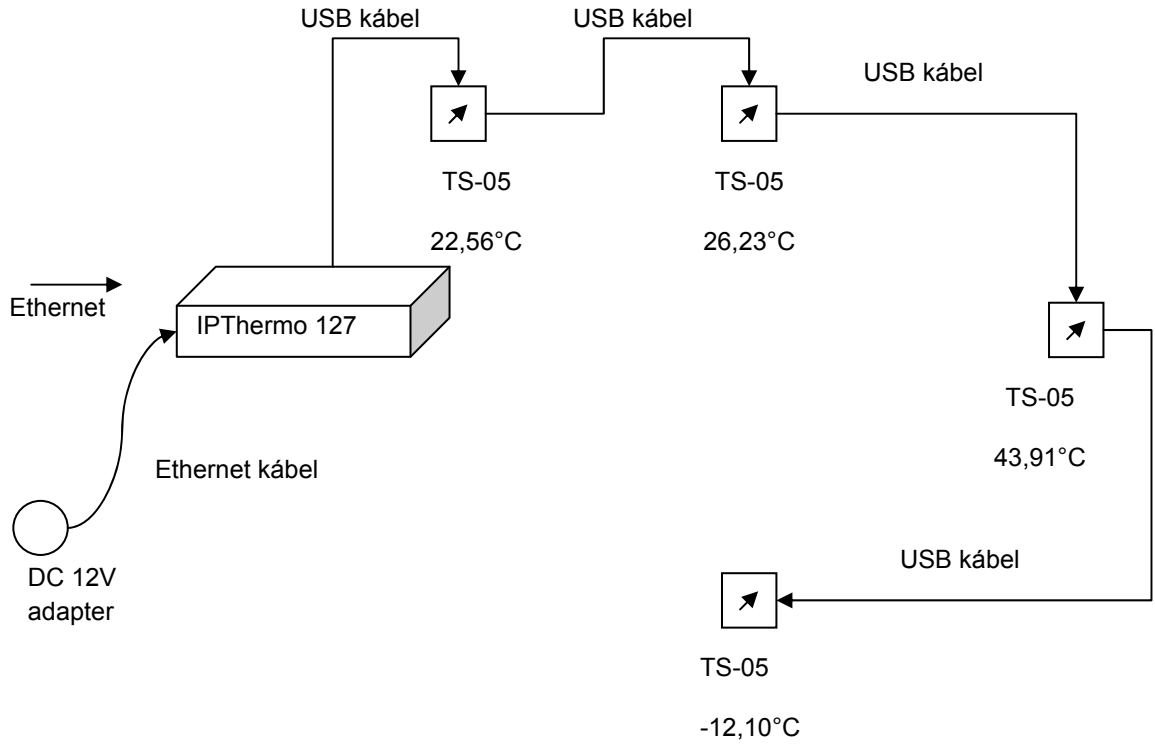 USB kábel
USB kábel
USB kábel
TS-05
22,56°C
TS-05
26,23°C
Ethernet
IPThermo 127
TS-05
43,91°C
Ethernet kábel
DC 12V
adapter
USB kábel
TS-05
-12,10°C